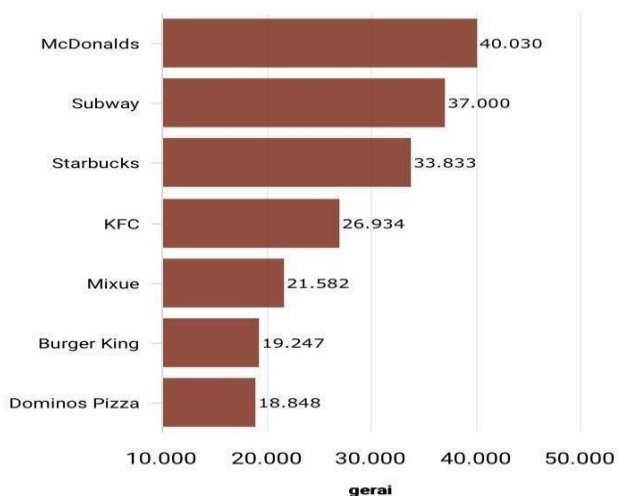 McDonalds 40.030
Subway 37.000
Starbucks 33.833
KFC 26.934
Mixue 21.582
Burger King 19.247
Dominos Pizza 18.848
10.000 20.000 30.000 40.000 50.000
gerai